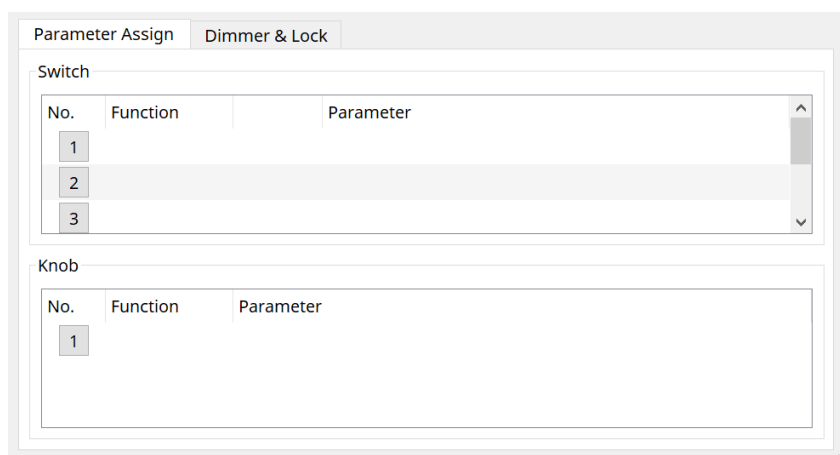 Parameter Assign Dimmer & Lock
Switch
No. Function Parameter
1
2
3
Knob
No. Function Parameter
1